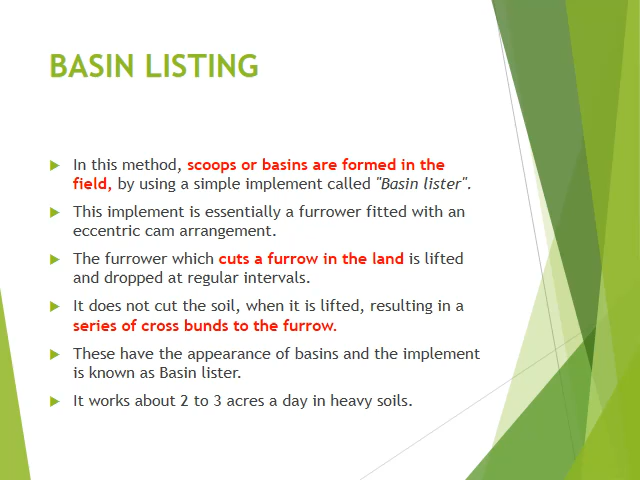 BASIN LISTING
In this method, scoops or basins are formed in the
field, by using a simple implement called "Basin lister".
This implement is essentially a furrower fitted with an
eccentric cam arrangement.
The furrower which cuts a furrow in the land is lifted
and dropped at regular intervals.
It does not cut the soil, when it is lifted, resulting in a
series of cross bunds to the furrow.
These have the appearance of basins and the implement
is known as Basin lister.
It works about 2 to 3 acres a day in heavy soils.